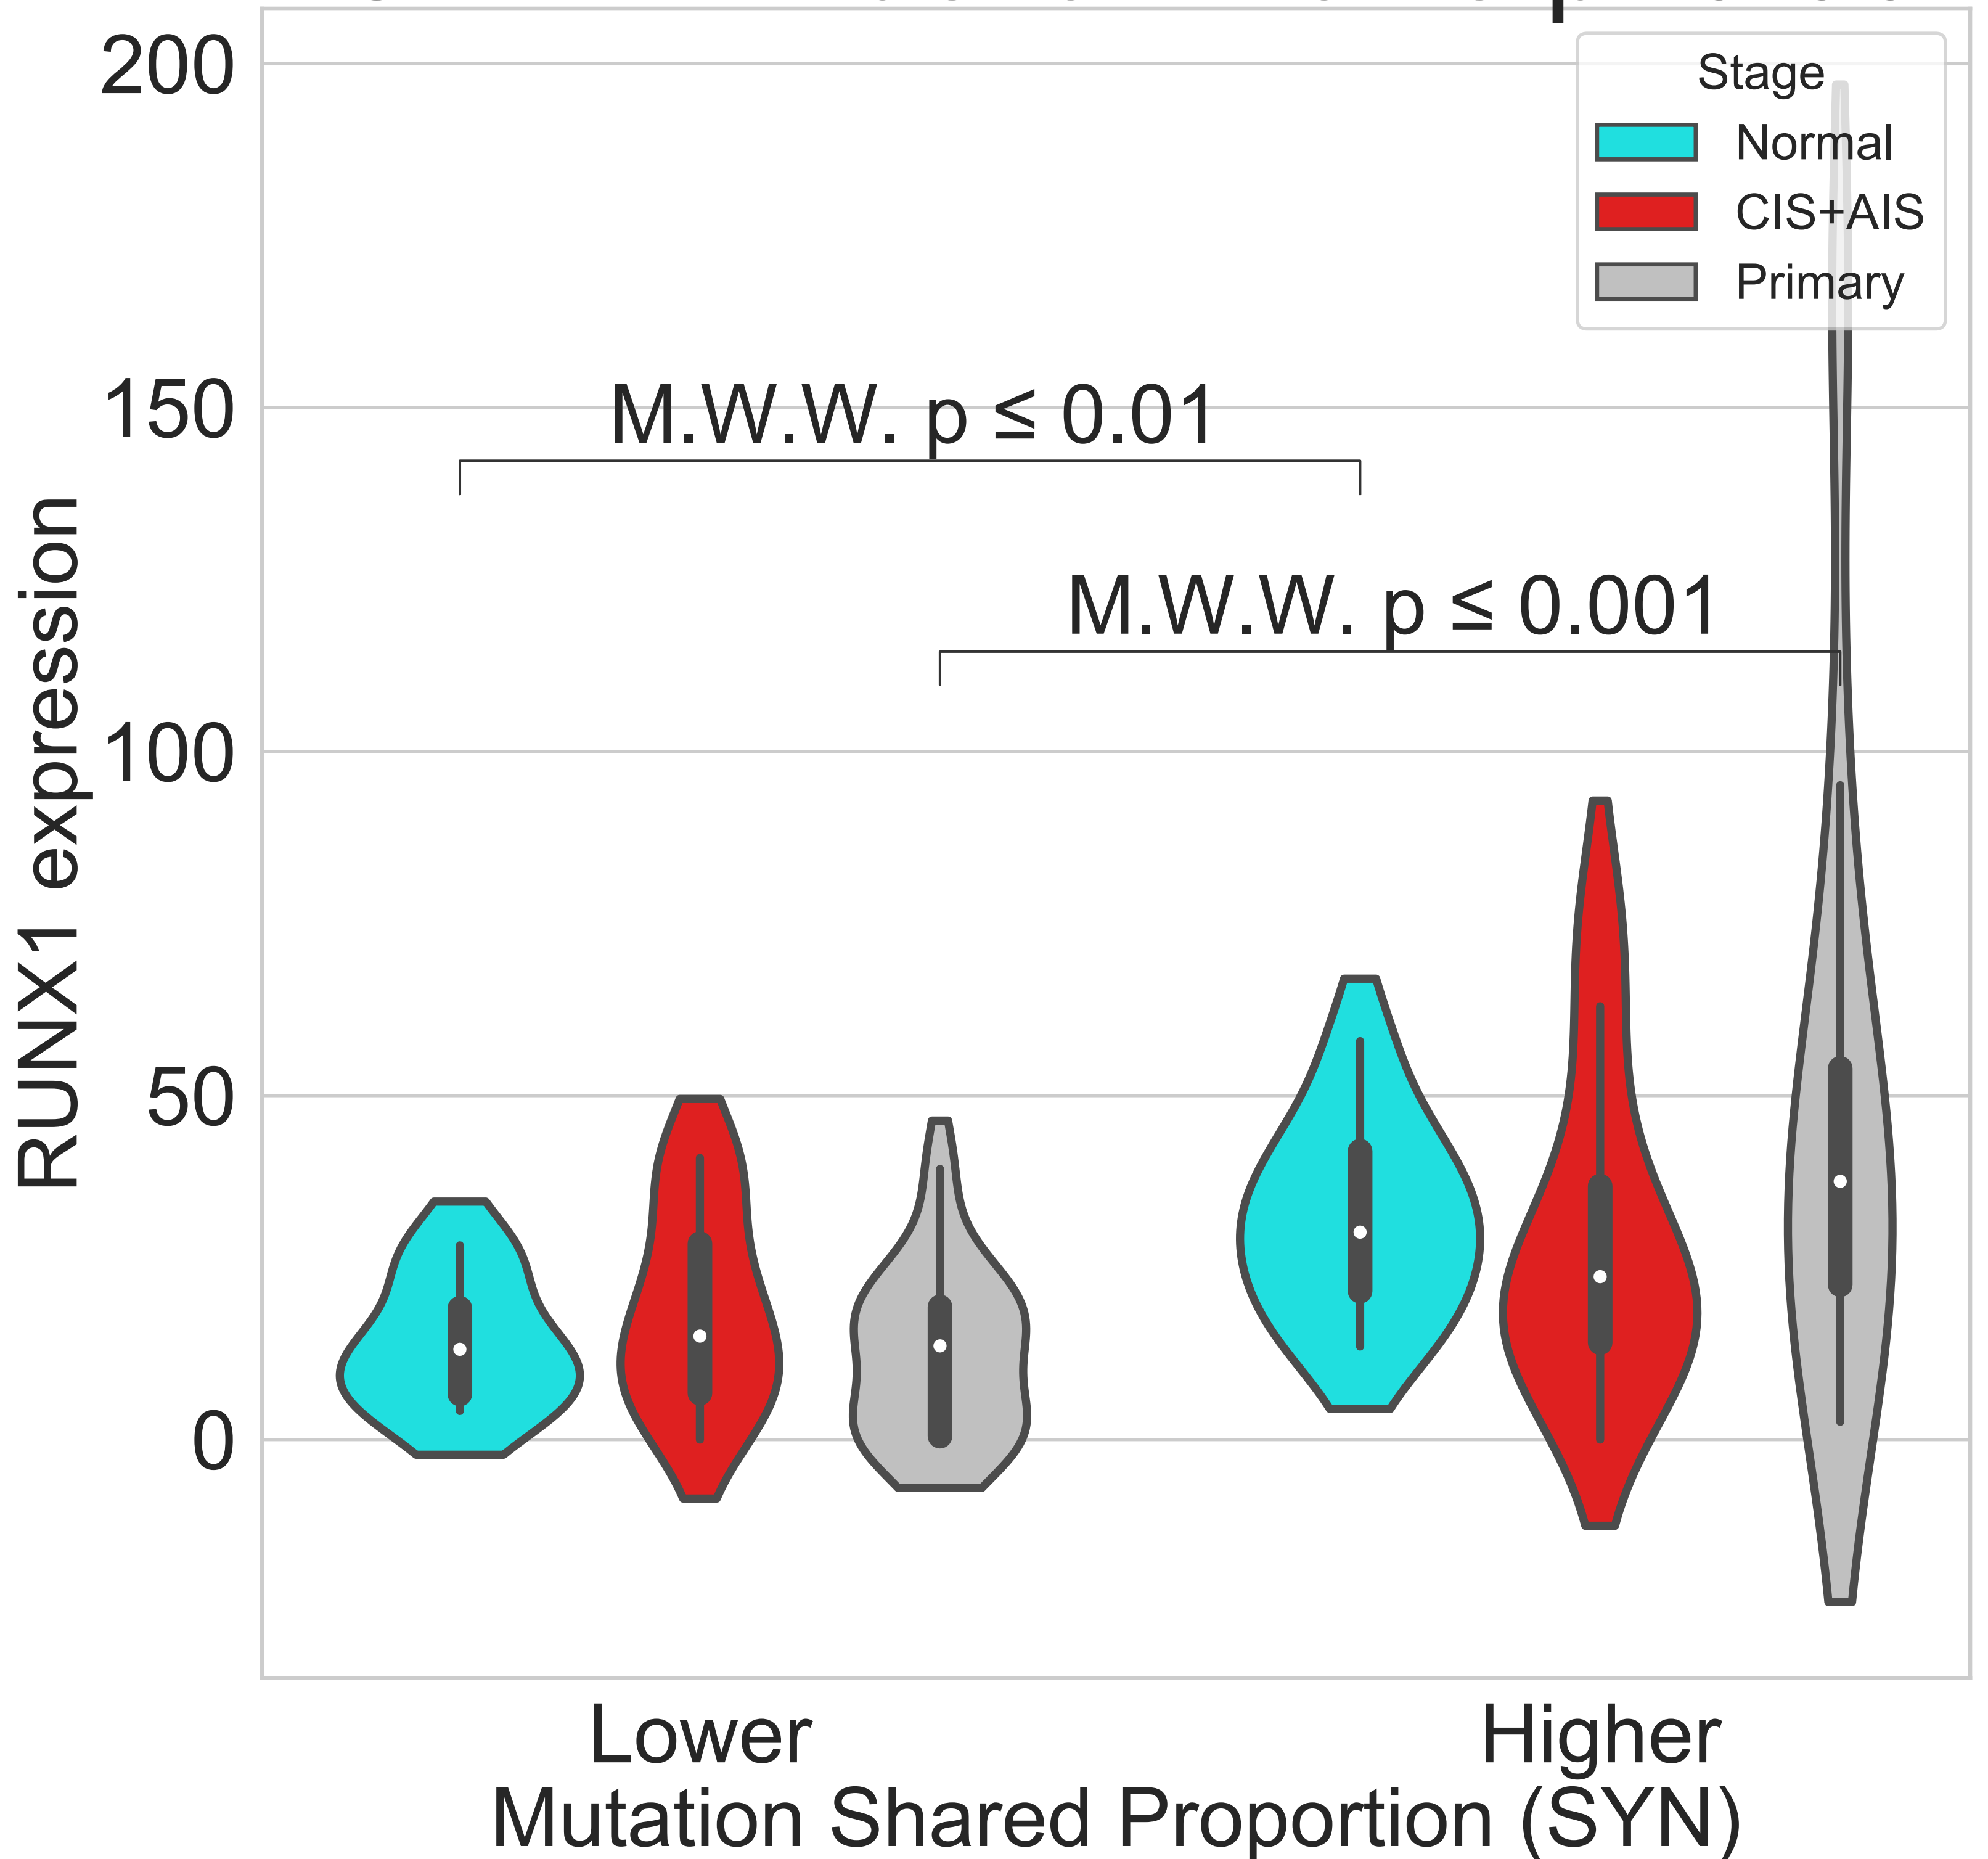 200
Stage
Normal
CIS+AIS
Primary
150
M.W.W. p ≤ 0.01
M.W.W. p ≤ 0.001
100
50
0
RUNX1 expression
Lower
Higher
Mutation Shared Proportion (SYN)